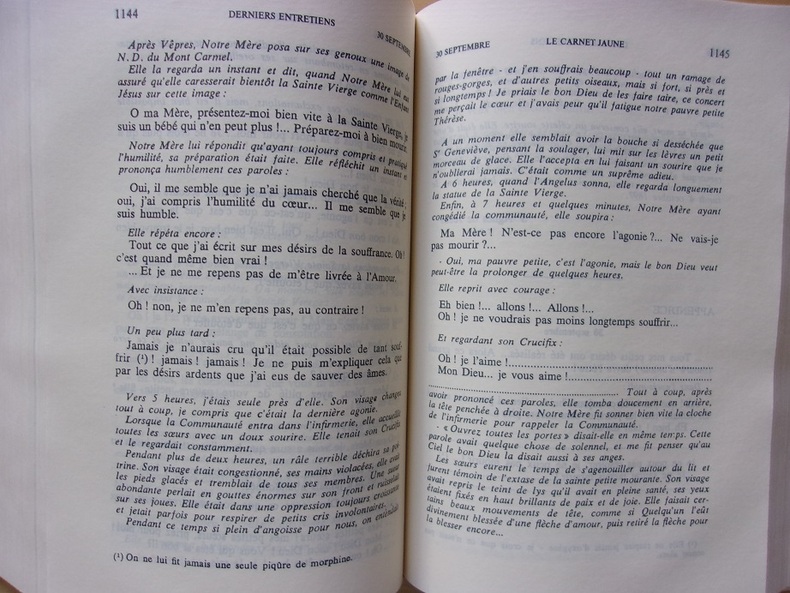 1144
DERNIERS ENTRETIENS
30 SEPTEMBRE
Après Vêpres, Notre Mère posa sur ses genoux une image de
N.D. du Mont Carmel.
Elle la regarda un instant et dit, quand Notre Mère lui eut
assuré qu'elle caresserait bientôt la Sainte Vierge comme l'Enfant
Jésus sur cette image :
O ma Mère, présentez-moi bien vite à la Sainte Vierge, je
suis un bébé qui n'en peut plus !... Préparez-moi à bien mourir
Notre Mère lui répondit qu'ayant toujours compris et pratiqué
l'humilité, sa préparation était faite. Elle réfléchit un instant et
prononça humblement ces paroles :
Oui, il me semble que je n'ai jamais cherché que la vérité ;
oui, j'ai compris l'humilité du cœur... Il me semble que je
suis humble.
Elle répéta encore :
Tout ce que j'ai écrit sur mes désirs de la souffrance. Oh !
c'est quand même bien vrai !
... Et je ne me repens pas de m'être livrée à l'Amour.
Avec insistance :
Oh ! non, je ne m'en repens pas, au contraire !
Un peu plus tard :
Jamais je n'aurais cru qu'il était possible de tant souf-
frir (¹) ! jamais ! jamais ! Je ne puis m'expliquer cela que
par les désirs ardents que j'ai eus de sauver des âmes.
Vers 5 heures, j'étais seule près d'elle. Son visage changea
tout à coup, je compris que c'était la dernière agonie.
Lorsque la Communauté entra dans l'infirmerie, elle accueillit
toutes les sœurs avec un doux sourire. Elle tenait son Crucifix
et le regardait constamment.
Pendant plus de deux heures, un râle terrible déchira sa poi-
trine. Son visage était congestionné, ses mains violacées, elle avait
les pieds glacés et tremblait de tous ses membres. Une sueur
abondante perlait en gouttes énormes sur son front et ruisselait
sur ses joues. Elle était dans une oppression toujours croissante
et jetait parfois pour respirer de petits cris involontaires.
Pendant ce temps si plein d'angoisse pour nous, on entendait
(¹) On ne lui fit jamais une seule piqûre de morphine.
30 SEPTEMBRE
LE CARNET JAUNE
1145
par la fenêtre - et j'en souffrais beaucoup - tout un ramage de
rouges-gorges, et d'autres petits oiseaux, mais si fort, si près et
si longtemps ! Je priais le bon Dieu de les faire taire, ce concert
me perçait le cœur et j'avais peur qu'il fatigue notre pauvre petite
Thérèse.
A un moment elle semblait avoir la bouche si desséchée que
Sr Geneviève, pensant la soulager, lui mit sur les lèvres un petit
morceau de glace. Elle l'accepta en lui faisant un sourire que je
n'oublierai jamais. C'était comme un suprême adieu.
A 6 heures, quand l'Angelus sonna, elle regarda longuement
la statue de la Sainte Vierge.
Enfin, à 7 heures et quelques minutes, Notre Mère ayant
congédié la communauté, elle soupira :
Ma Mère ! N'est-ce pas encore l'agonie ?... Ne vais-je
pas mourir ?...
- Oui, ma pauvre petite, c'est l'agonie, mais le bon Dieu veut
peut-être la prolonger de quelques heures.
Elle reprit avec courage :
Eh bien !... allons !... Allons !...
Oh ! je ne voudrais pas moins longtemps souffrir...
Et regardant son Crucifix :
Oh ! je l'aime !...
Mon Dieu... je vous aime !...
... Tout à coup, après
avoir prononcé ces paroles, elle tomba doucement en arrière,
la tête penchée à droite. Notre Mère fit sonner bien vite la cloche
de l'infirmerie pour rappeler la Communauté.
- « Ouvrez toutes les portes » disait-elle en même temps. Cette
parole avait quelque chose de solennel, et me fit penser qu'au
Ciel le bon Dieu la disait aussi à ses anges.
Les sœurs eurent le temps de s'agenouiller autour du lit et
furent témoins de l'extase de la sainte petite mourante. Son visage
avait repris le teint de lys qu'il avait en pleine santé, ses yeux
étaient fixés en haut brillants de paix et de joie. Elle faisait cer-
tains beaux mouvements de tête, comme si Quelqu'un l'eût
divinement blessée d'une flèche d'amour, puis retiré la flèche pour
la blesser encore...